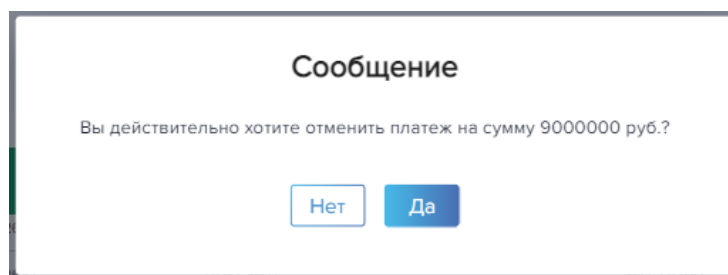 Сообщение
Вы действительно хотите отменить платеж на сумму 9000000 руб.?
Нет
Да